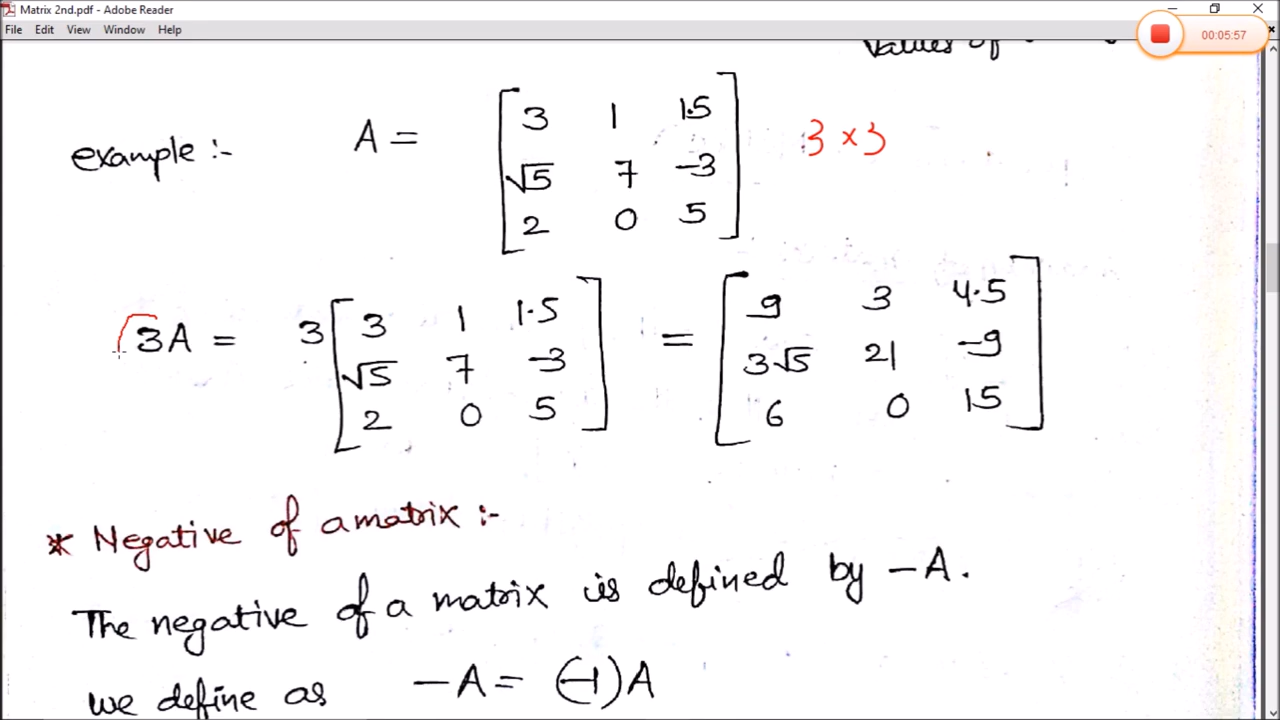 Matrix 2nd.pdf - Adobe Reader
File Edit View Window Help
00:05:57
values of
example :- A = [3 1 1.5
√5 7 -3
2 0 5] 3 × 3
3A = 3 [3 1 1.5
√5 7 -3
2 0 5] = [9 3 4.5
3√5 21 -9
6 0 15]
* Negative of a matrix :-
The negative of a matrix is defined by -A.
we define as -A = (-1)A